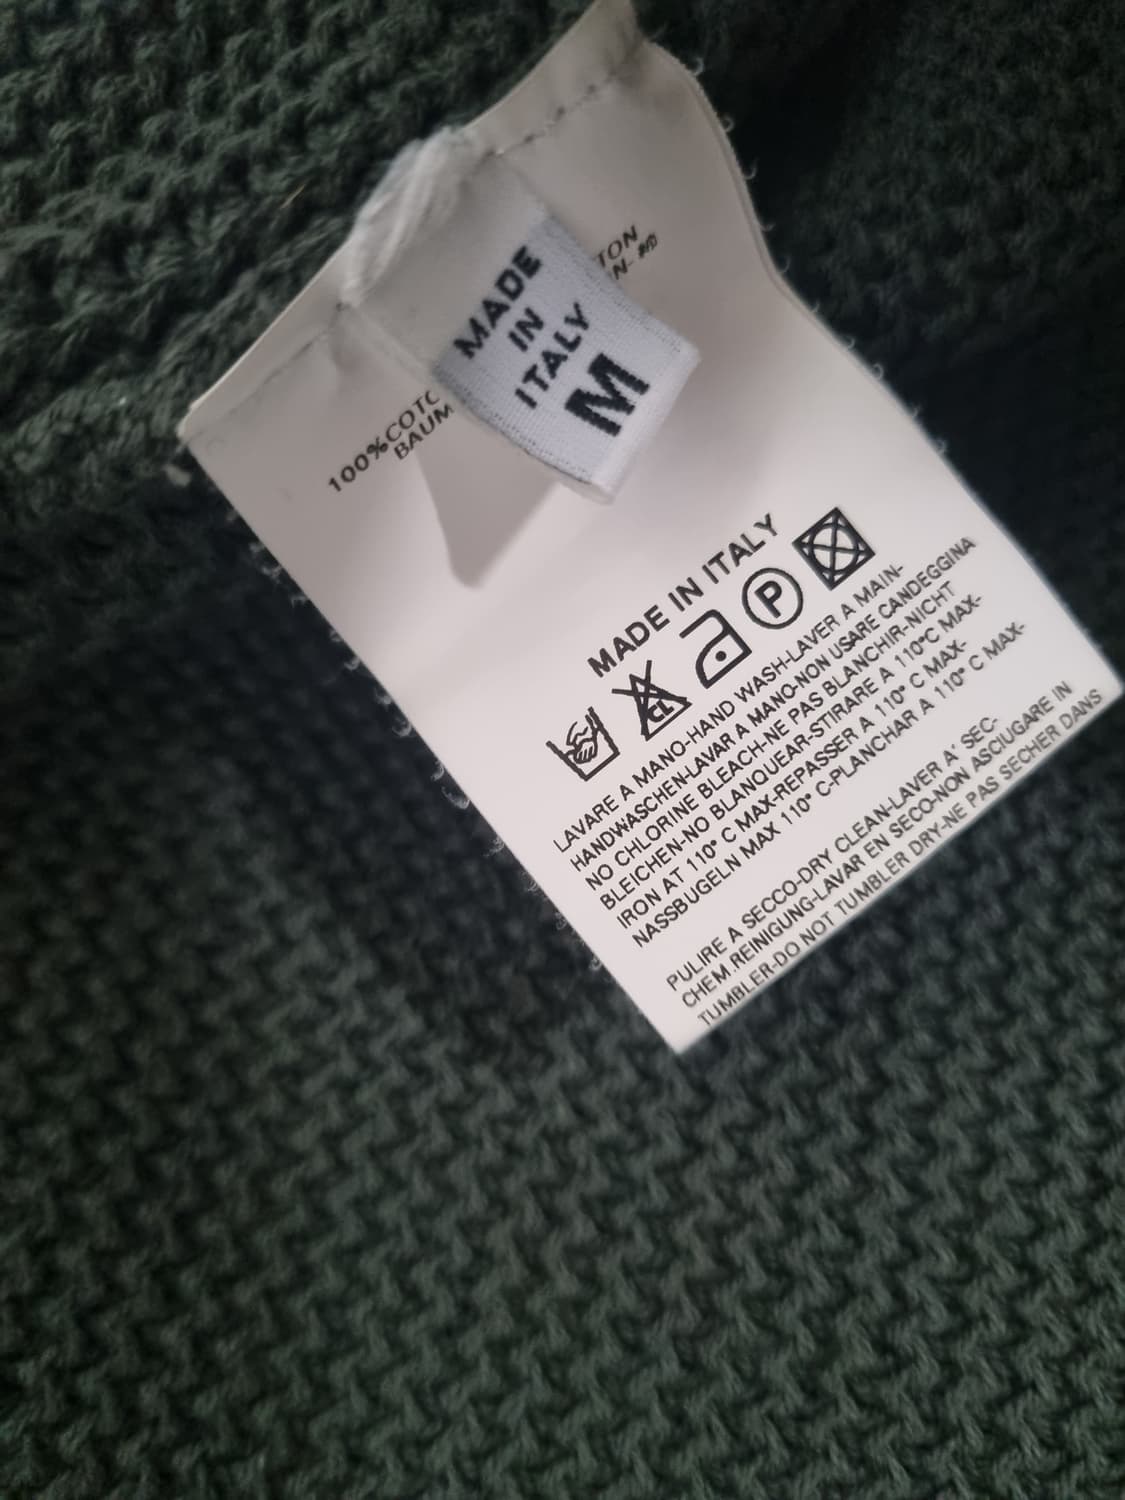 MADE
IN
ITALY
M
100%COTO
TON
BAUM
N-
MADE IN ITALY
CL
P
LAVARE A MANO-HAND WASH-LAVER A MAIN-
HANDWASCHEN-LAVAR A MANO-NON USARE CANDEGGINA
NO CHLORINE BLEACH-NE PAS BLANCHIR-NICHT
BLEICHEN-NO BLANQUEAR-STIRARE A 110°C MAX-
IRON AT 110° C MAX-REPASSER A 110° C MAX-
NASSBUGELN MAX 110° C-PLANCHAR A 110° C MAX-
PULIRE A SECCO-DRY CLEAN-LAVER A' SEC-
CHEM.REINIGUNG-LAVAR EN SECO-NON ASCIUGARE IN
TUMBLER-DO NOT TUMBLER DRY-NE PAS SECHER DANS